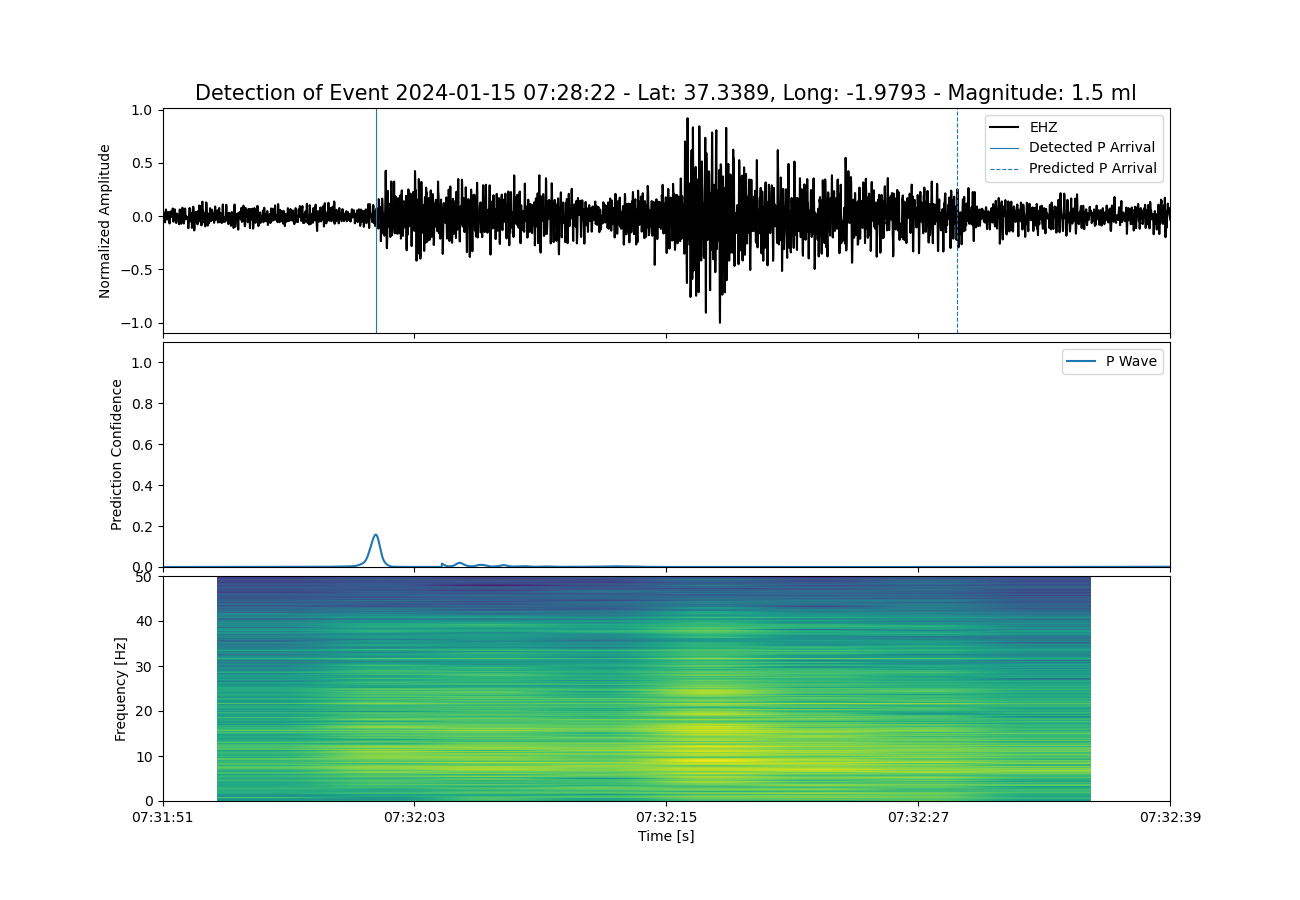 Detection of Event 2024-01-15 07:28:22 - Lat: 37.3389, Long: -1.9793 - Magnitude: 1.5 ml
1.0
0.5
0.0
−0.5
−1.0
Normalized Amplitude
EHZ
Detected P Arrival
Predicted P Arrival
1.0
0.8
0.6
0.4
0.2
0.0
Prediction Confidence
P Wave
50
40
30
20
10
0
Frequency [Hz]
07:31:51 07:32:03 07:32:15 07:32:27 07:32:39
Time [s]